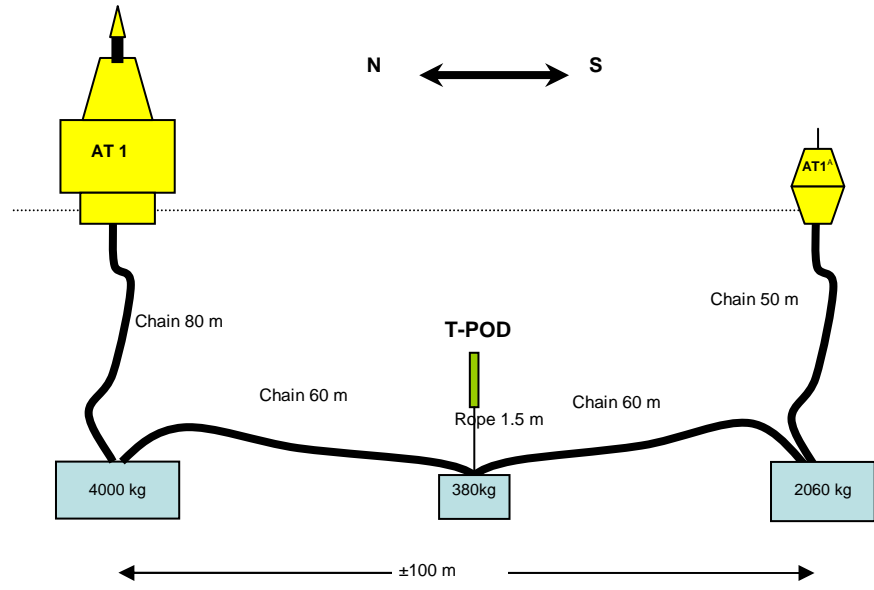 N S
AT 1
AT1ᴬ
Chain 50 m
Chain 80 m
T-POD
Chain 60 m
Chain 60 m
Rope 1.5 m
4000 kg
380kg
2060 kg
±100 m